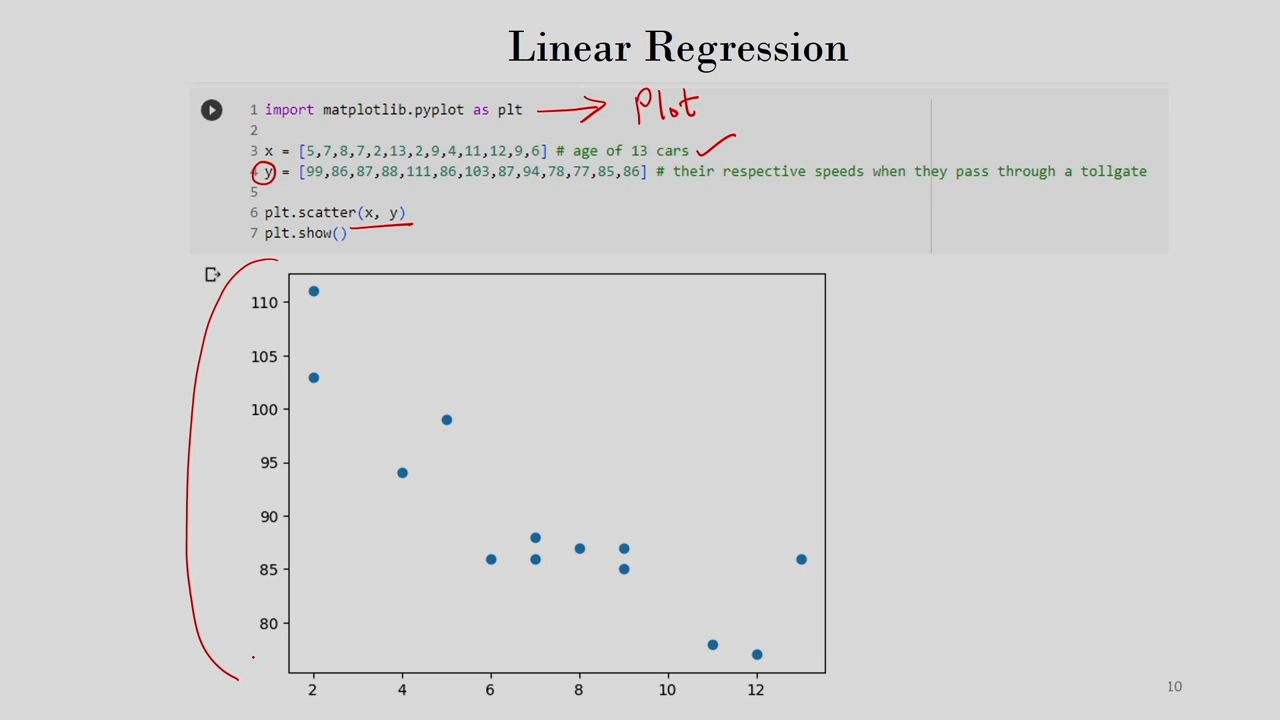 Linear Regression
1 import matplotlib.pyplot as plt → Plot
2
3 x = [5,7,8,7,2,13,2,9,4,11,12,9,6] # age of 13 cars ✓
4 y = [99,86,87,88,111,86,103,87,94,78,77,85,86] # their respective speeds when they pass through a tollgate
5
6 plt.scatter(x, y)
7 plt.show()
110
105
100
95
90
85
80
2 4 6 8 10 12
10